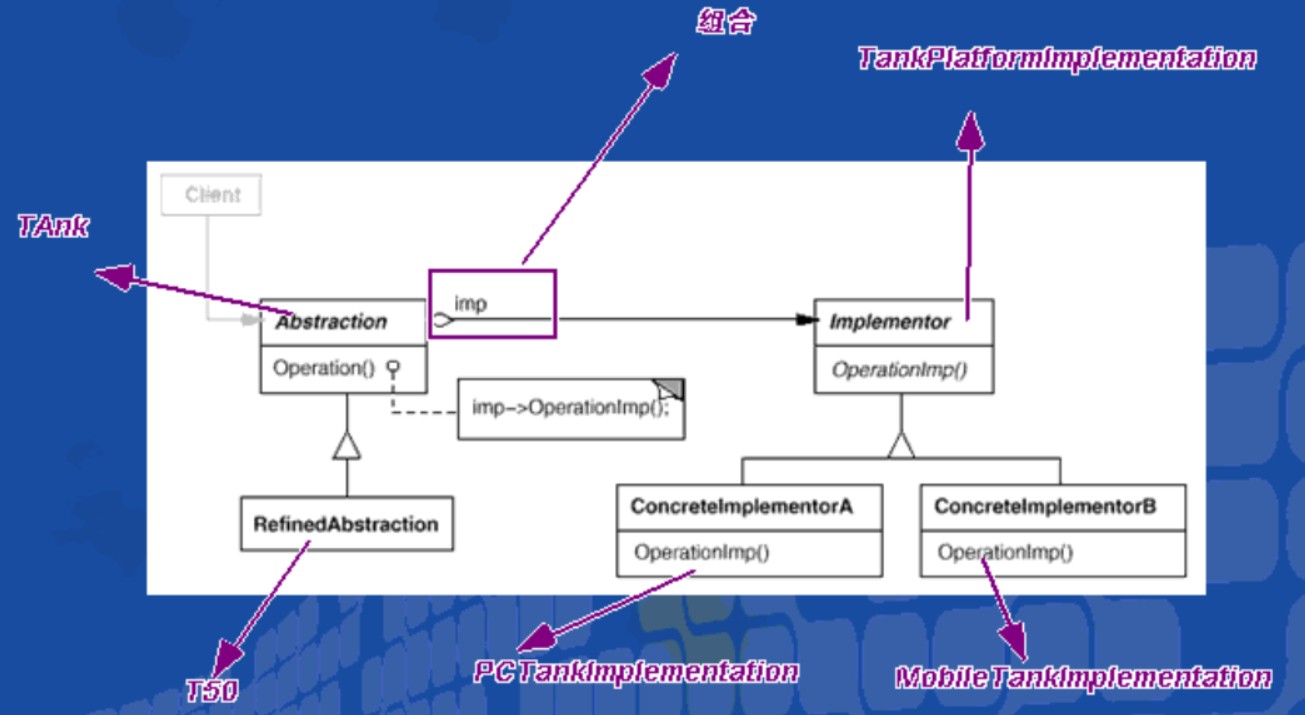 组合
TankPlatformImplementation
Client
TAnk
imp
Abstraction
Implementor
Operation()
OperationImp()
imp->OperationImp();
RefinedAbstraction
ConcreteImplementorA
ConcreteImplementorB
OperationImp()
OperationImp()
T50
PCTankImplementation
MobileTankImplementation